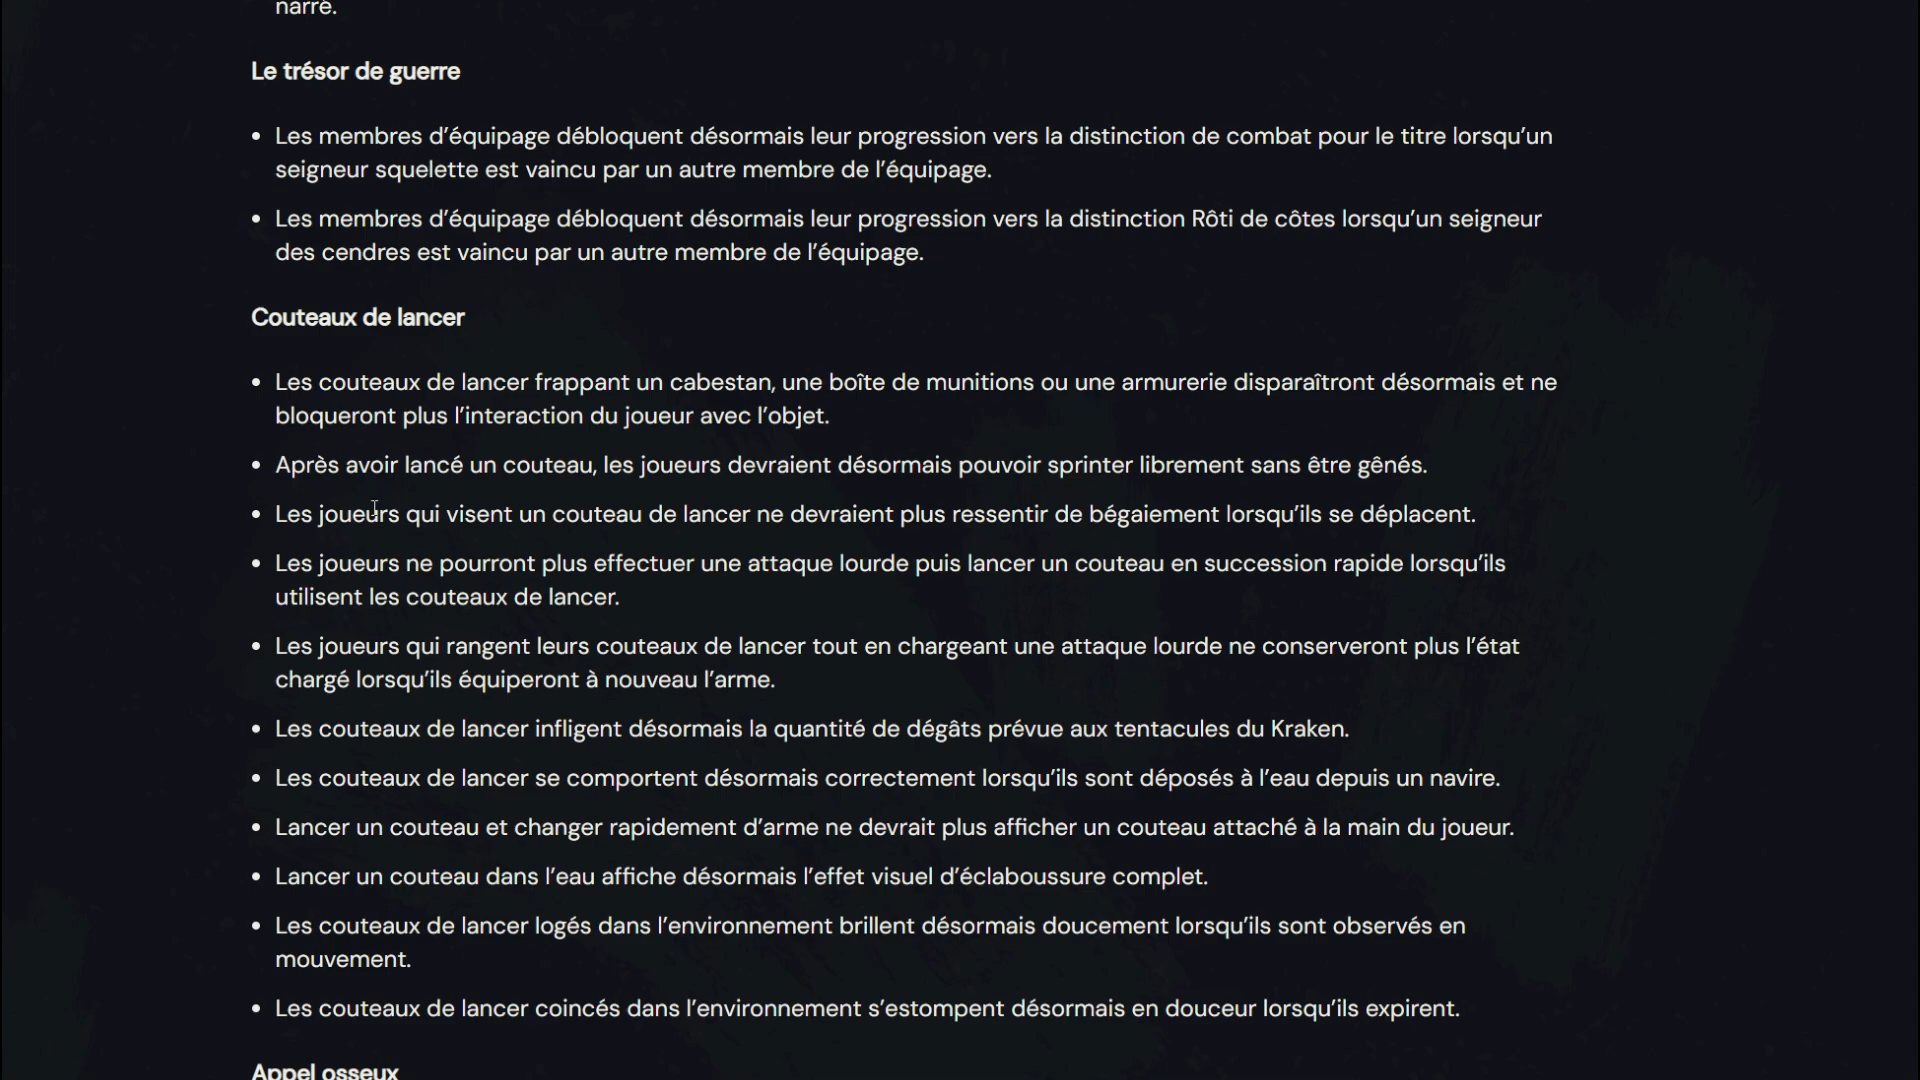 narré.
Le trésor de guerre
• Les membres d’équipage débloquent désormais leur progression vers la distinction de combat pour le titre lorsqu’un
seigneur squelette est vaincu par un autre membre de l’équipage.
• Les membres d’équipage débloquent désormais leur progression vers la distinction Rôti de côtes lorsqu’un seigneur
des cendres est vaincu par un autre membre de l’équipage.
Couteaux de lancer
• Les couteaux de lancer frappant un cabestan, une boîte de munitions ou une armurerie disparaîtront désormais et ne
bloqueront plus l’interaction du joueur avec l’objet.
• Après avoir lancé un couteau, les joueurs devraient désormais pouvoir sprinter librement sans être gênés.
• Les joueurs qui visent un couteau de lancer ne devraient plus ressentir de bégaiement lorsqu’ils se déplacent.
• Les joueurs ne pourront plus effectuer une attaque lourde puis lancer un couteau en succession rapide lorsqu’ils
utilisent les couteaux de lancer.
• Les joueurs qui rangent leurs couteaux de lancer tout en chargeant une attaque lourde ne conserveront plus l’état
chargé lorsqu’ils équiperont à nouveau l’arme.
• Les couteaux de lancer infligent désormais la quantité de dégâts prévue aux tentacules du Kraken.
• Les couteaux de lancer se comportent désormais correctement lorsqu’ils sont déposés à l’eau depuis un navire.
• Lancer un couteau et changer rapidement d’arme ne devrait plus afficher un couteau attaché à la main du joueur.
• Lancer un couteau dans l’eau affiche désormais l’effet visuel d’éclaboussure complet.
• Les couteaux de lancer logés dans l’environnement brillent désormais doucement lorsqu’ils sont observés en
mouvement.
• Les couteaux de lancer coincés dans l’environnement s’estompent désormais en douceur lorsqu’ils expirent.
Appel osseux